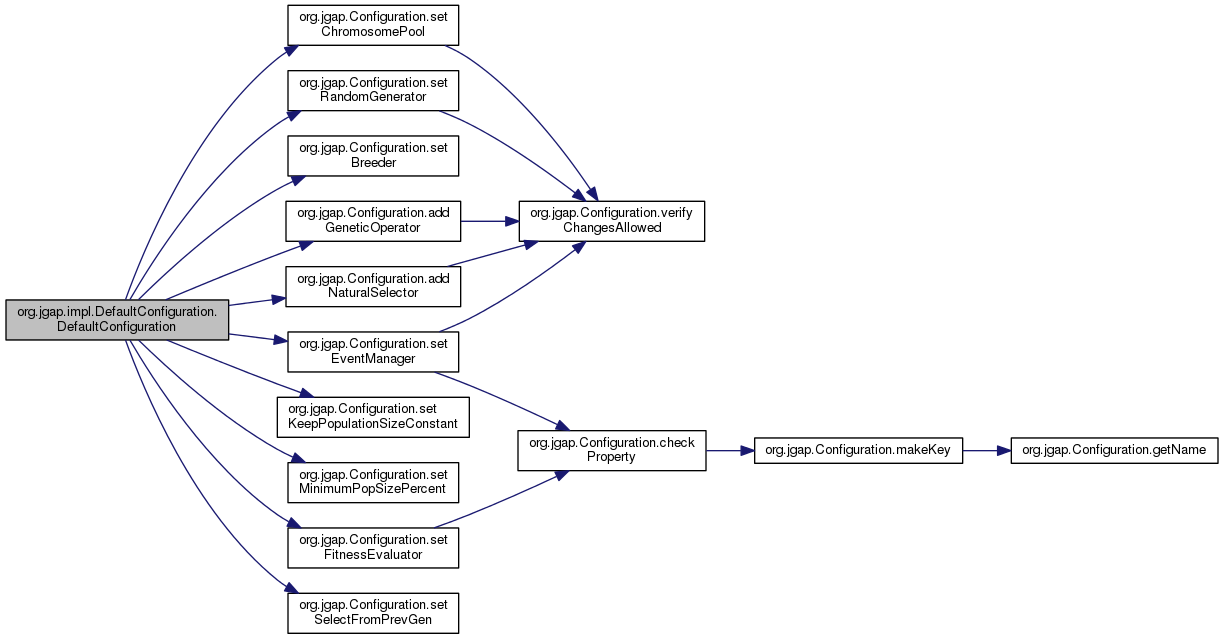 org.jgap.Configuration.set
ChromosomePool
org.jgap.Configuration.set
RandomGenerator
org.jgap.Configuration.set
Breeder
org.jgap.Configuration.add
GeneticOperator
org.jgap.Configuration.verify
ChangesAllowed
org.jgap.Configuration.add
NaturalSelector
org.jgap.impl.DefaultConfiguration.
DefaultConfiguration
org.jgap.Configuration.set
EventManager
org.jgap.Configuration.set
KeepPopulationSizeConstant
org.jgap.Configuration.check
Property
org.jgap.Configuration.makeKey
org.jgap.Configuration.getName
org.jgap.Configuration.set
MinimumPopSizePercent
org.jgap.Configuration.set
FitnessEvaluator
org.jgap.Configuration.set
SelectFromPrevGen